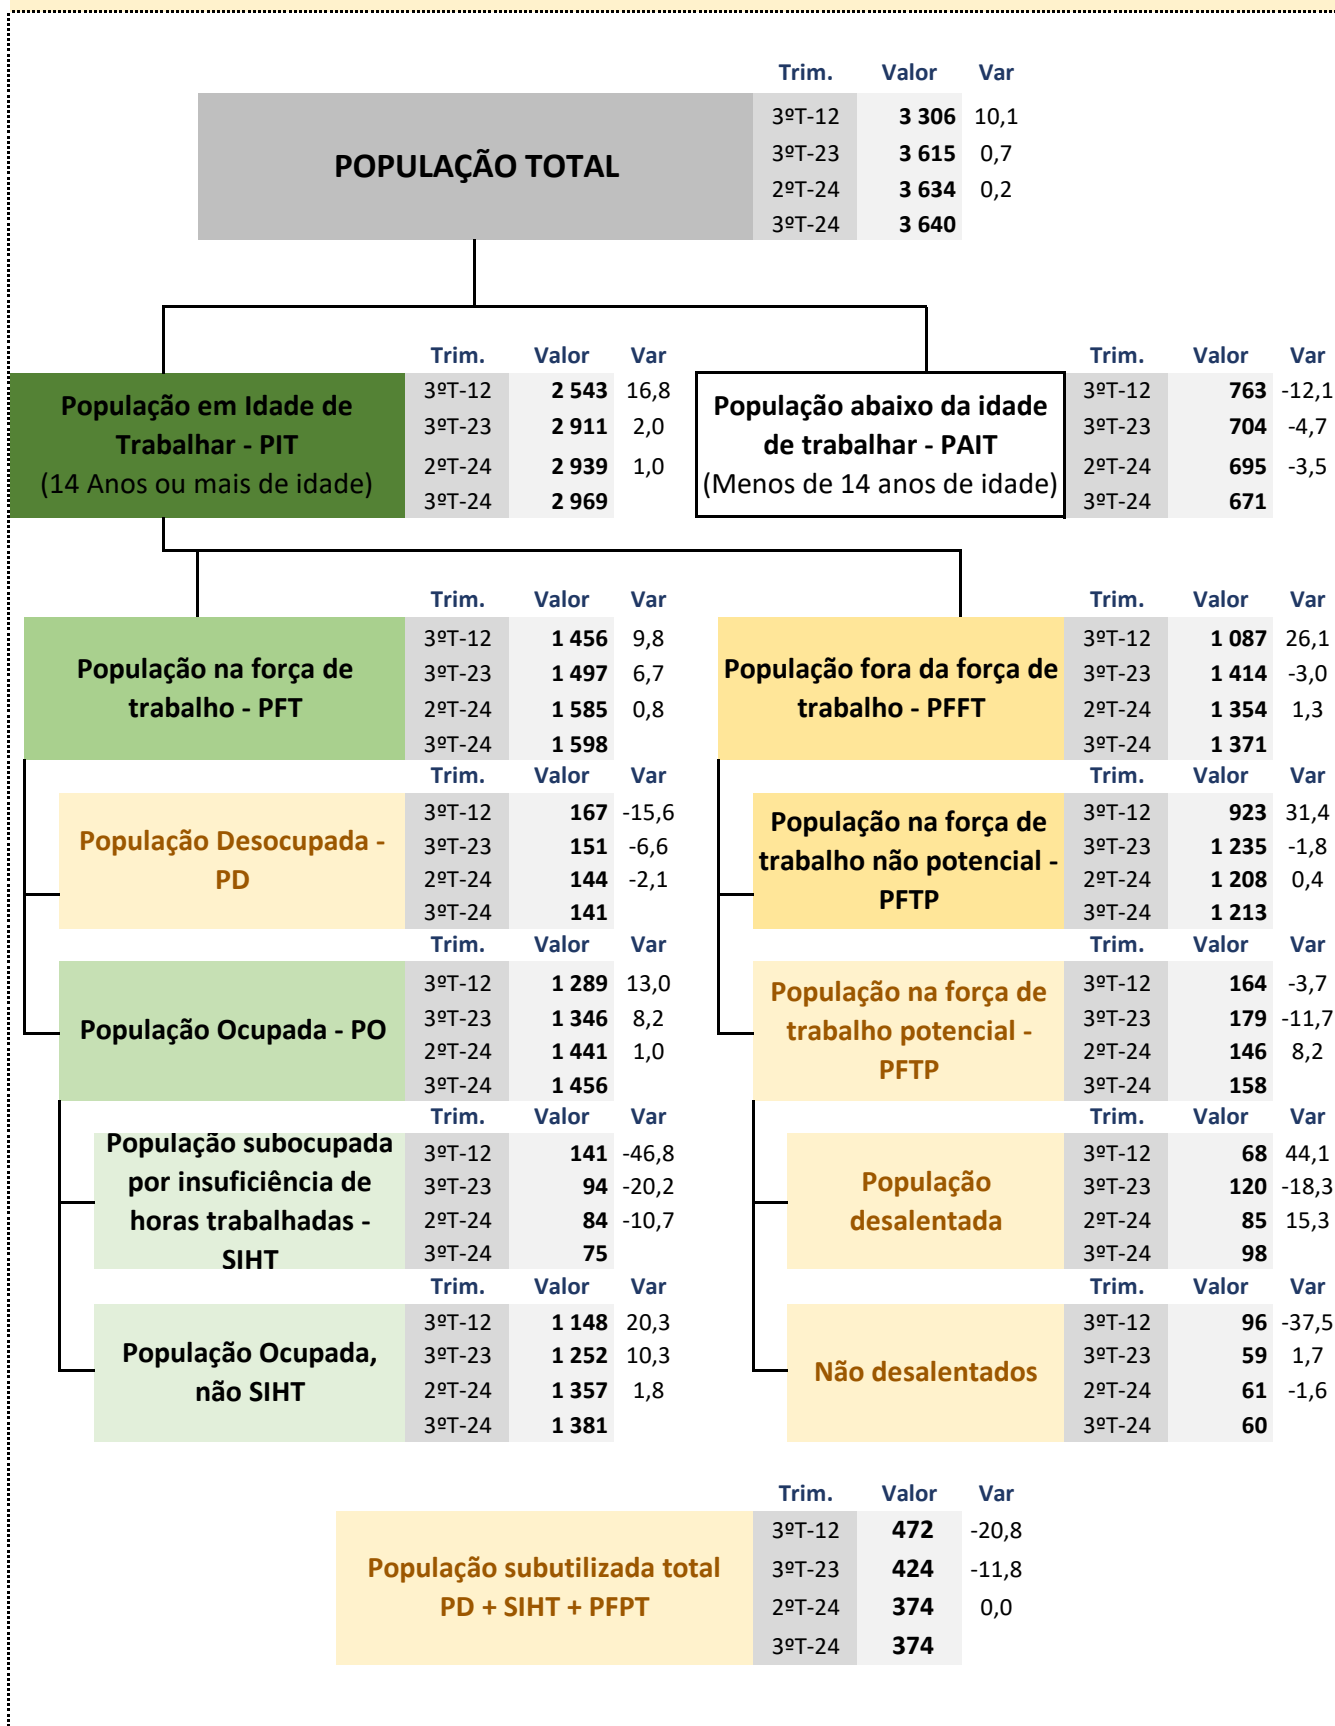 Trim. Valor Var
POPULAÇÃO TOTAL
3ºT-12 3 306 10,1
3ºT-23 3 615 0,7
2ºT-24 3 634 0,2
3ºT-24 3 640
Trim. Valor Var
População em Idade de
Trabalhar - PIT
(14 Anos ou mais de idade)
3ºT-12 2 543 16,8
3ºT-23 2 911 2,0
2ºT-24 2 939 1,0
3ºT-24 2 969
Trim. Valor Var
População abaixo da idade
de trabalhar - PAIT
(Menos de 14 anos de idade)
3ºT-12 763 -12,1
3ºT-23 704 -4,7
2ºT-24 695 -3,5
3ºT-24 671
Trim. Valor Var
População na força de
trabalho - PFT
3ºT-12 1 456 9,8
3ºT-23 1 497 6,7
2ºT-24 1 585 0,8
3ºT-24 1 598
Trim. Valor Var
População Desocupada -
PD
3ºT-12 167 -15,6
3ºT-23 151 -6,6
2ºT-24 144 -2,1
3ºT-24 141
Trim. Valor Var
População Ocupada - PO
3ºT-12 1 289 13,0
3ºT-23 1 346 8,2
2ºT-24 1 441 1,0
3ºT-24 1 456
Trim. Valor Var
População subocupada
por insuficiência de
horas trabalhadas -
SIHT
3ºT-12 141 -46,8
3ºT-23 94 -20,2
2ºT-24 84 -10,7
3ºT-24 75
Trim. Valor Var
População Ocupada,
não SIHT
3ºT-12 1 148 20,3
3ºT-23 1 252 10,3
2ºT-24 1 357 1,8
3ºT-24 1 381
Trim. Valor Var
População fora da força de
trabalho - PFFT
3ºT-12 1 087 26,1
3ºT-23 1 414 -3,0
2ºT-24 1 354 1,3
3ºT-24 1 371
Trim. Valor Var
População na força de
trabalho não potencial -
PFTP
3ºT-12 923 31,4
3ºT-23 1 235 -1,8
2ºT-24 1 208 0,4
3ºT-24 1 213
Trim. Valor Var
População na força de
trabalho potencial -
PFTP
3ºT-12 164 -3,7
3ºT-23 179 -11,7
2ºT-24 146 8,2
3ºT-24 158
Trim. Valor Var
População
desalentada
3ºT-12 68 44,1
3ºT-23 120 -18,3
2ºT-24 85 15,3
3ºT-24 98
Trim. Valor Var
Não desalentados
3ºT-12 96 -37,5
3ºT-23 59 1,7
2ºT-24 61 -1,6
3ºT-24 60
Trim. Valor Var
População subutilizada total
PD + SIHT + PFPT
3ºT-12 472 -20,8
3ºT-23 424 -11,8
2ºT-24 374 0,0
3ºT-24 374